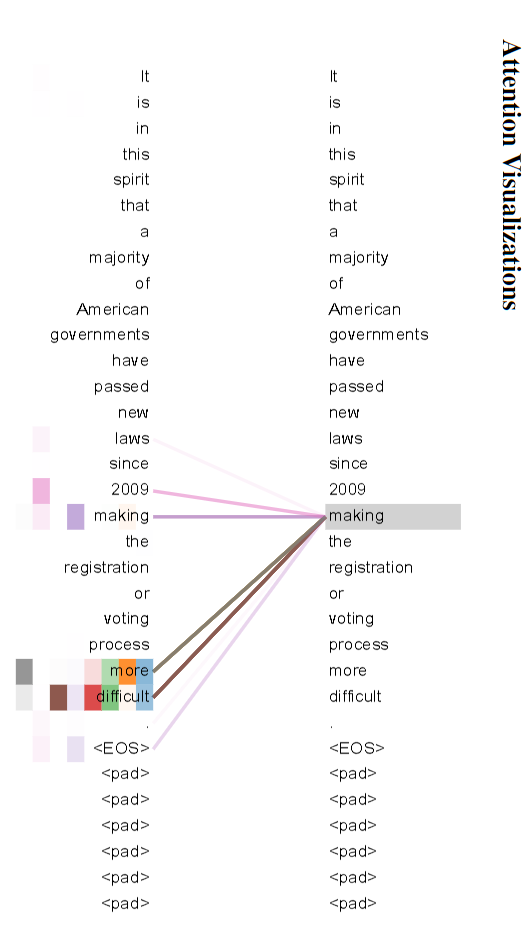 Attention Visualizations
It It
is is
in in
this this
spirit spirit
that that
a a
majority majority
of of
American American
governments governments
have have
passed passed
new new
laws laws
since since
2009 2009
making making
the the
registration registration
or or
voting voting
process process
more more
difficult difficult
. .
<EOS> <EOS>
<pad> <pad>
<pad> <pad>
<pad> <pad>
<pad> <pad>
<pad> <pad>
<pad> <pad>